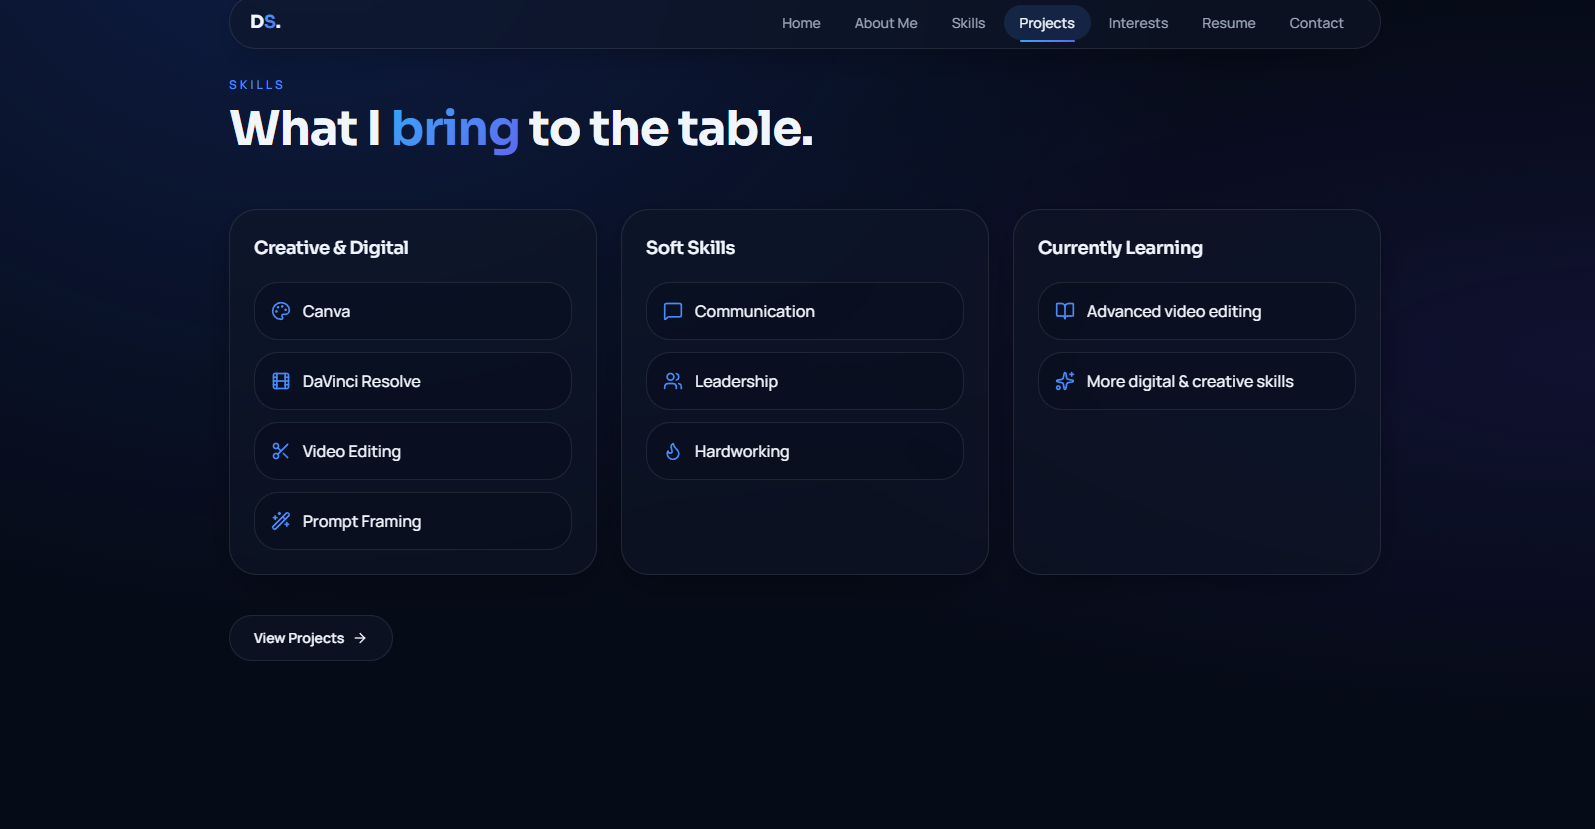 DS.
Home About Me Skills Projects Interests Resume Contact
SKILLS
What I bring to the table.
Creative & Digital
Canva
DaVinci Resolve
Video Editing
Prompt Framing
Soft Skills
Communication
Leadership
Hardworking
Currently Learning
Advanced video editing
More digital & creative skills
View Projects →